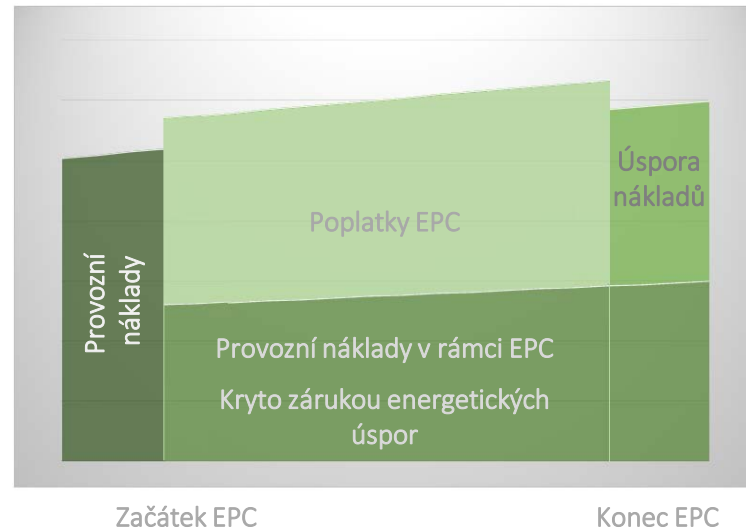 Provozní
náklady
Poplatky EPC
Úspora
nákladů
Provozní náklady v rámci EPC
Kryto zárukou energetických
úspor
Začátek EPC
Konec EPC